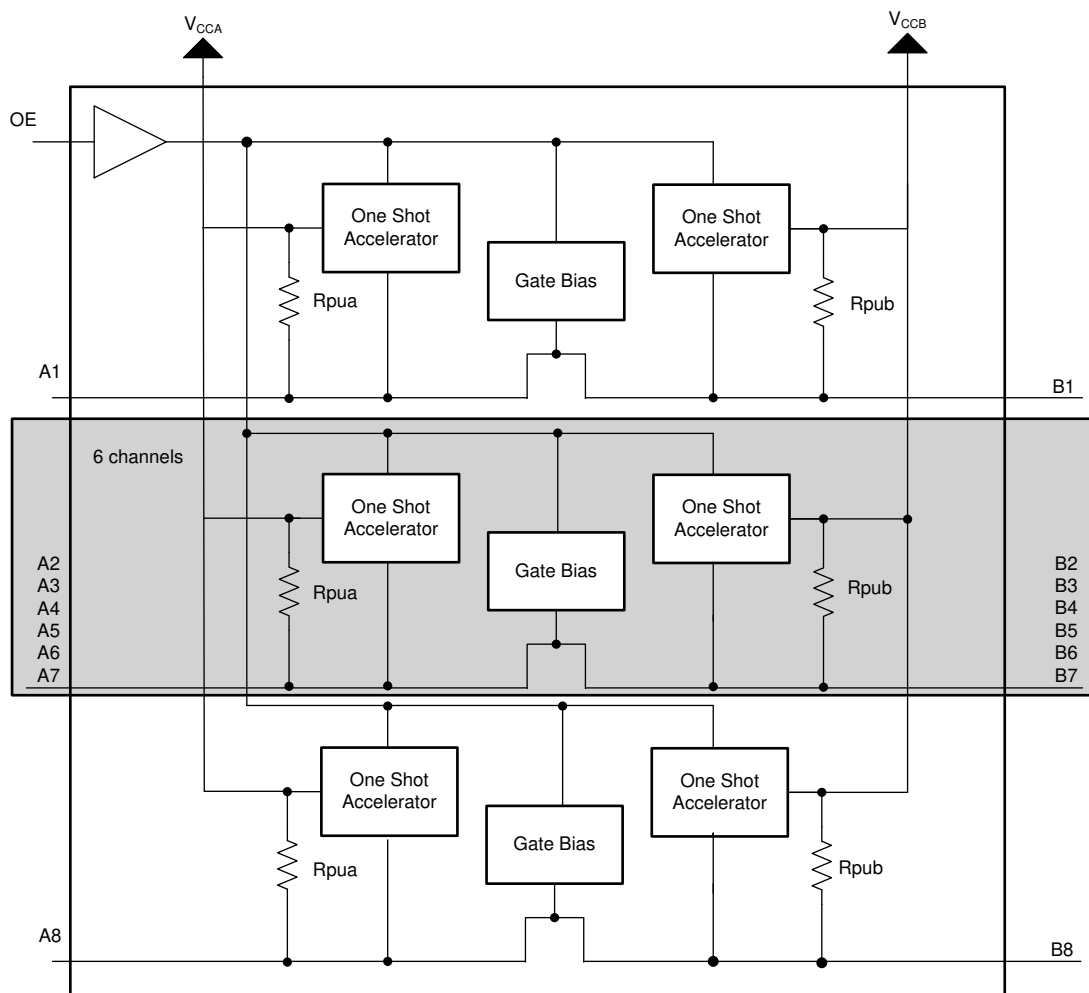 VCCA
VCCB
OE
One Shot
Accelerator
One Shot
Accelerator
Gate Bias
Rpua
Rpub
A1
B1
6 channels
One Shot
Accelerator
One Shot
Accelerator
Gate Bias
Rpua
Rpub
A2
A3
A4
A5
A6
A7
B2
B3
B4
B5
B6
B7
One Shot
Accelerator
One Shot
Accelerator
Gate Bias
Rpua
Rpub
A8
B8